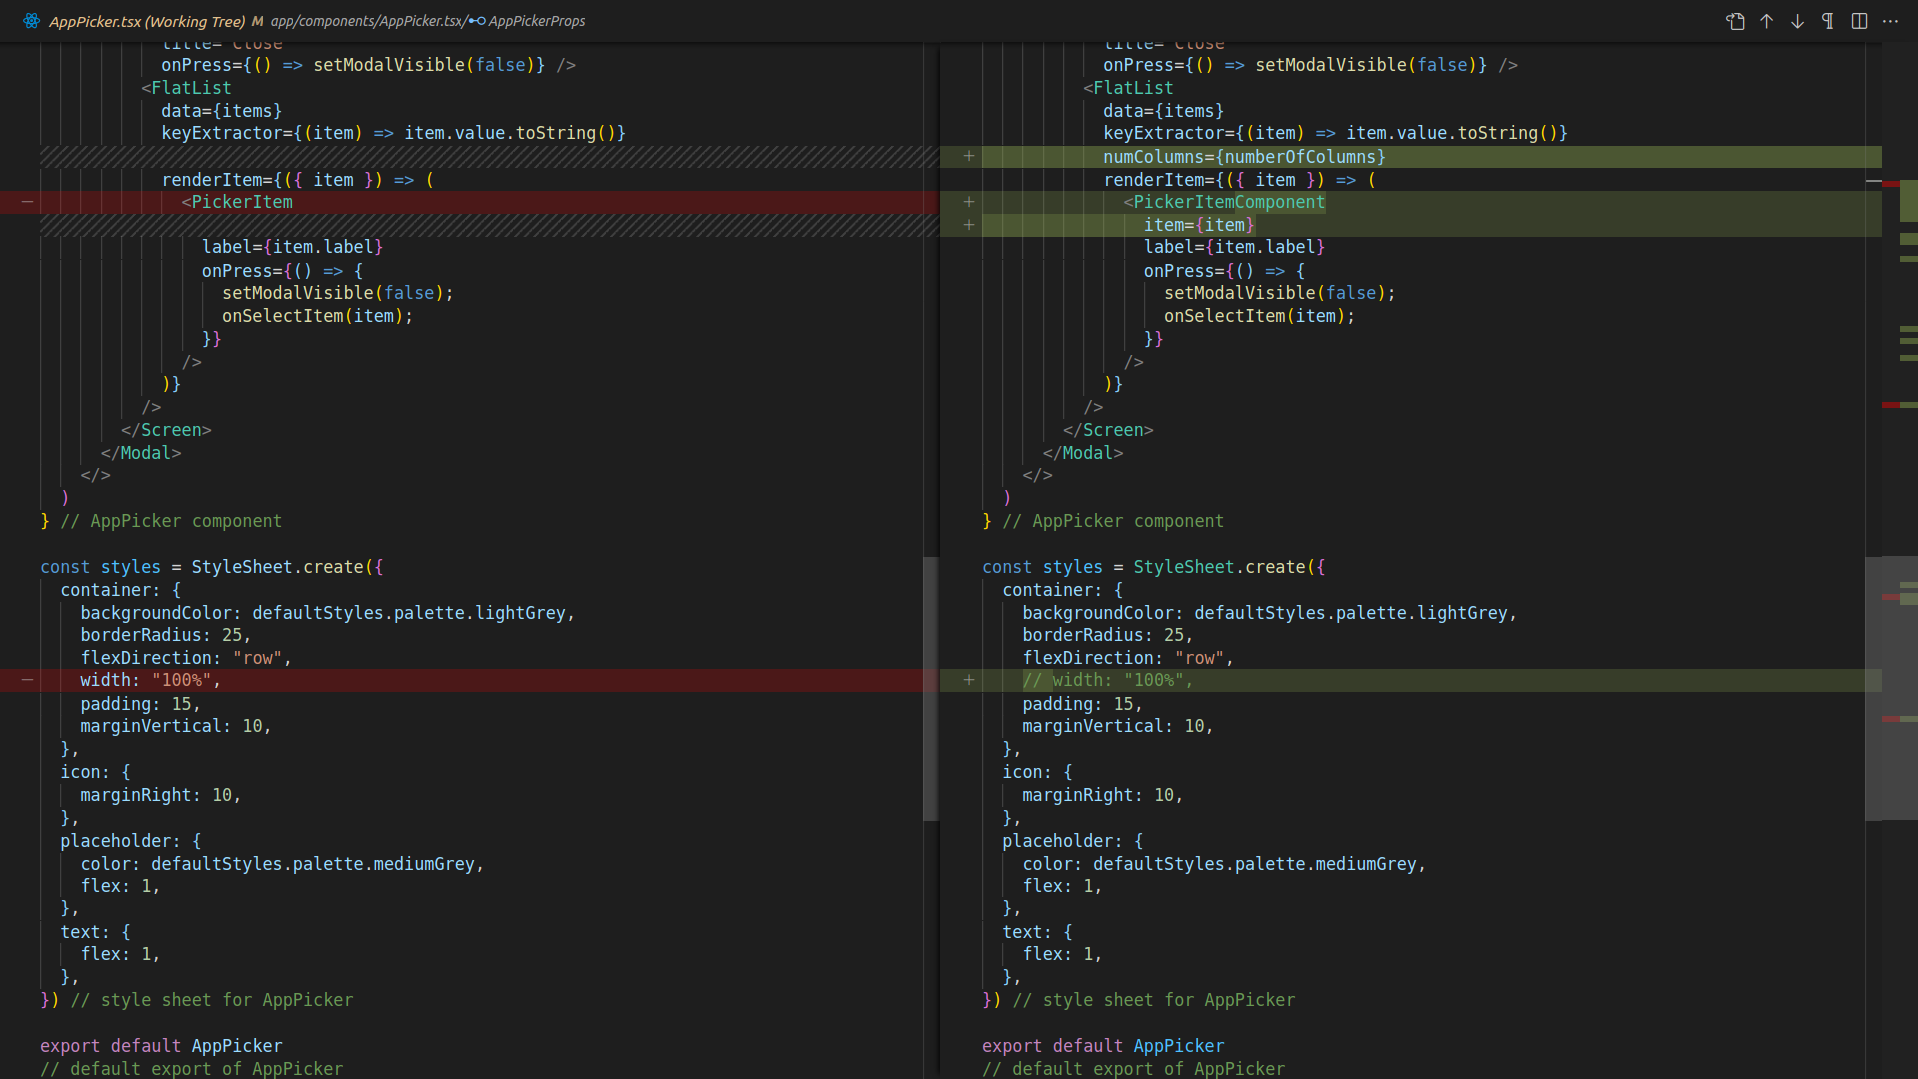 AppPicker.tsx (Working Tree) M app/components/AppPicker.tsx/ AppPickerProps
title="Close"
onPress={() => setModalVisible(false)} />
<FlatList
data={items}
keyExtractor={(item) => item.value.toString()}
renderItem={({ item }) => (
— <PickerItem
label={item.label}
onPress={() => {
setModalVisible(false);
onSelectItem(item);
}}
/>
)}
/>
</Screen>
</Modal>
</>
)
} // AppPicker component
const styles = StyleSheet.create({
container: {
backgroundColor: defaultStyles.palette.lightGrey,
borderRadius: 25,
flexDirection: "row",
— width: "100%",
padding: 15,
marginVertical: 10,
},
icon: {
marginRight: 10,
},
placeholder: {
color: defaultStyles.palette.mediumGrey,
flex: 1,
},
text: {
flex: 1,
},
}) // style sheet for AppPicker
export default AppPicker
// default export of AppPicker
title="Close"
onPress={() => setModalVisible(false)} />
<FlatList
data={items}
keyExtractor={(item) => item.value.toString()}
+ numColumns={numberOfColumns}
renderItem={({ item }) => (
+ <PickerItemComponent
+ item={item}
label={item.label}
onPress={() => {
setModalVisible(false);
onSelectItem(item);
}}
/>
)}
/>
</Screen>
</Modal>
</>
)
} // AppPicker component
const styles = StyleSheet.create({
container: {
backgroundColor: defaultStyles.palette.lightGrey,
borderRadius: 25,
flexDirection: "row",
+ // width: "100%",
padding: 15,
marginVertical: 10,
},
icon: {
marginRight: 10,
},
placeholder: {
color: defaultStyles.palette.mediumGrey,
flex: 1,
},
text: {
flex: 1,
},
}) // style sheet for AppPicker
export default AppPicker
// default export of AppPicker